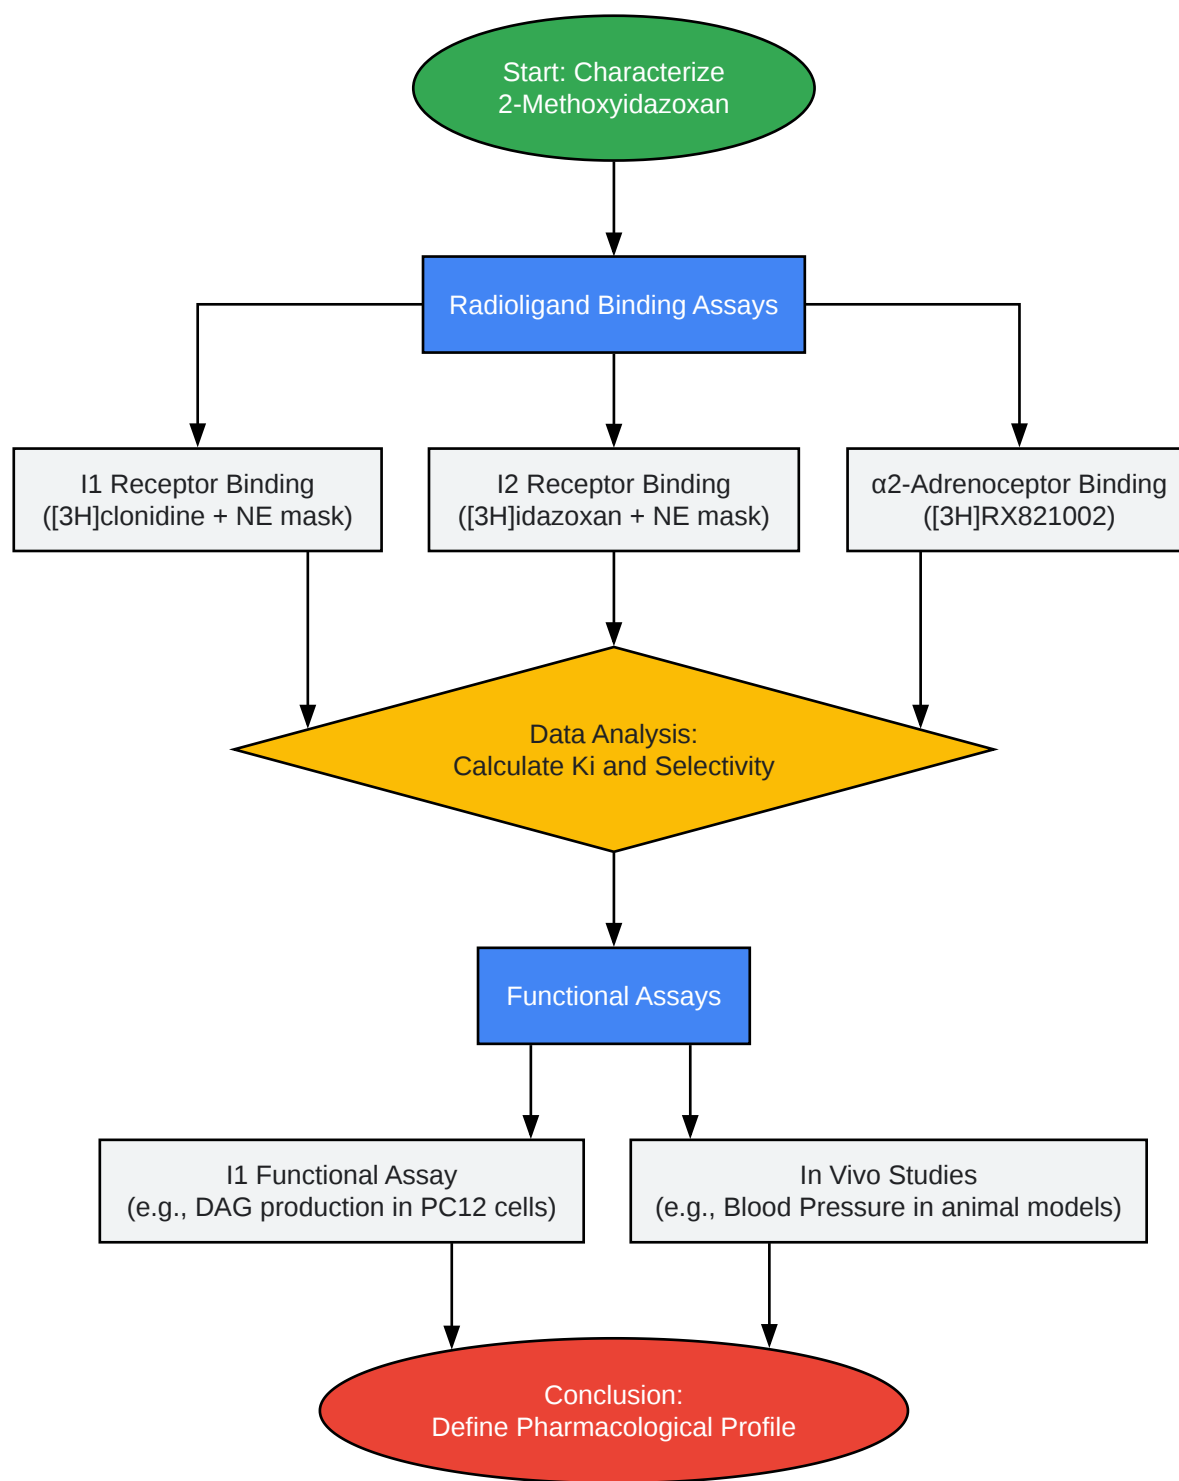 Start: Characterize
2-Methoxyidazoxan
Radioligand Binding Assays
I1 Receptor Binding
([3H]clonidine + NE mask)
I2 Receptor Binding
([3H]idazoxan + NE mask)
α2-Adrenoceptor Binding
([3H]RX821002)
Data Analysis:
Calculate Ki and Selectivity
Functional Assays
I1 Functional Assay
(e.g., DAG production in PC12 cells)
In Vivo Studies
(e.g., Blood Pressure in animal models)
Conclusion:
Define Pharmacological Profile